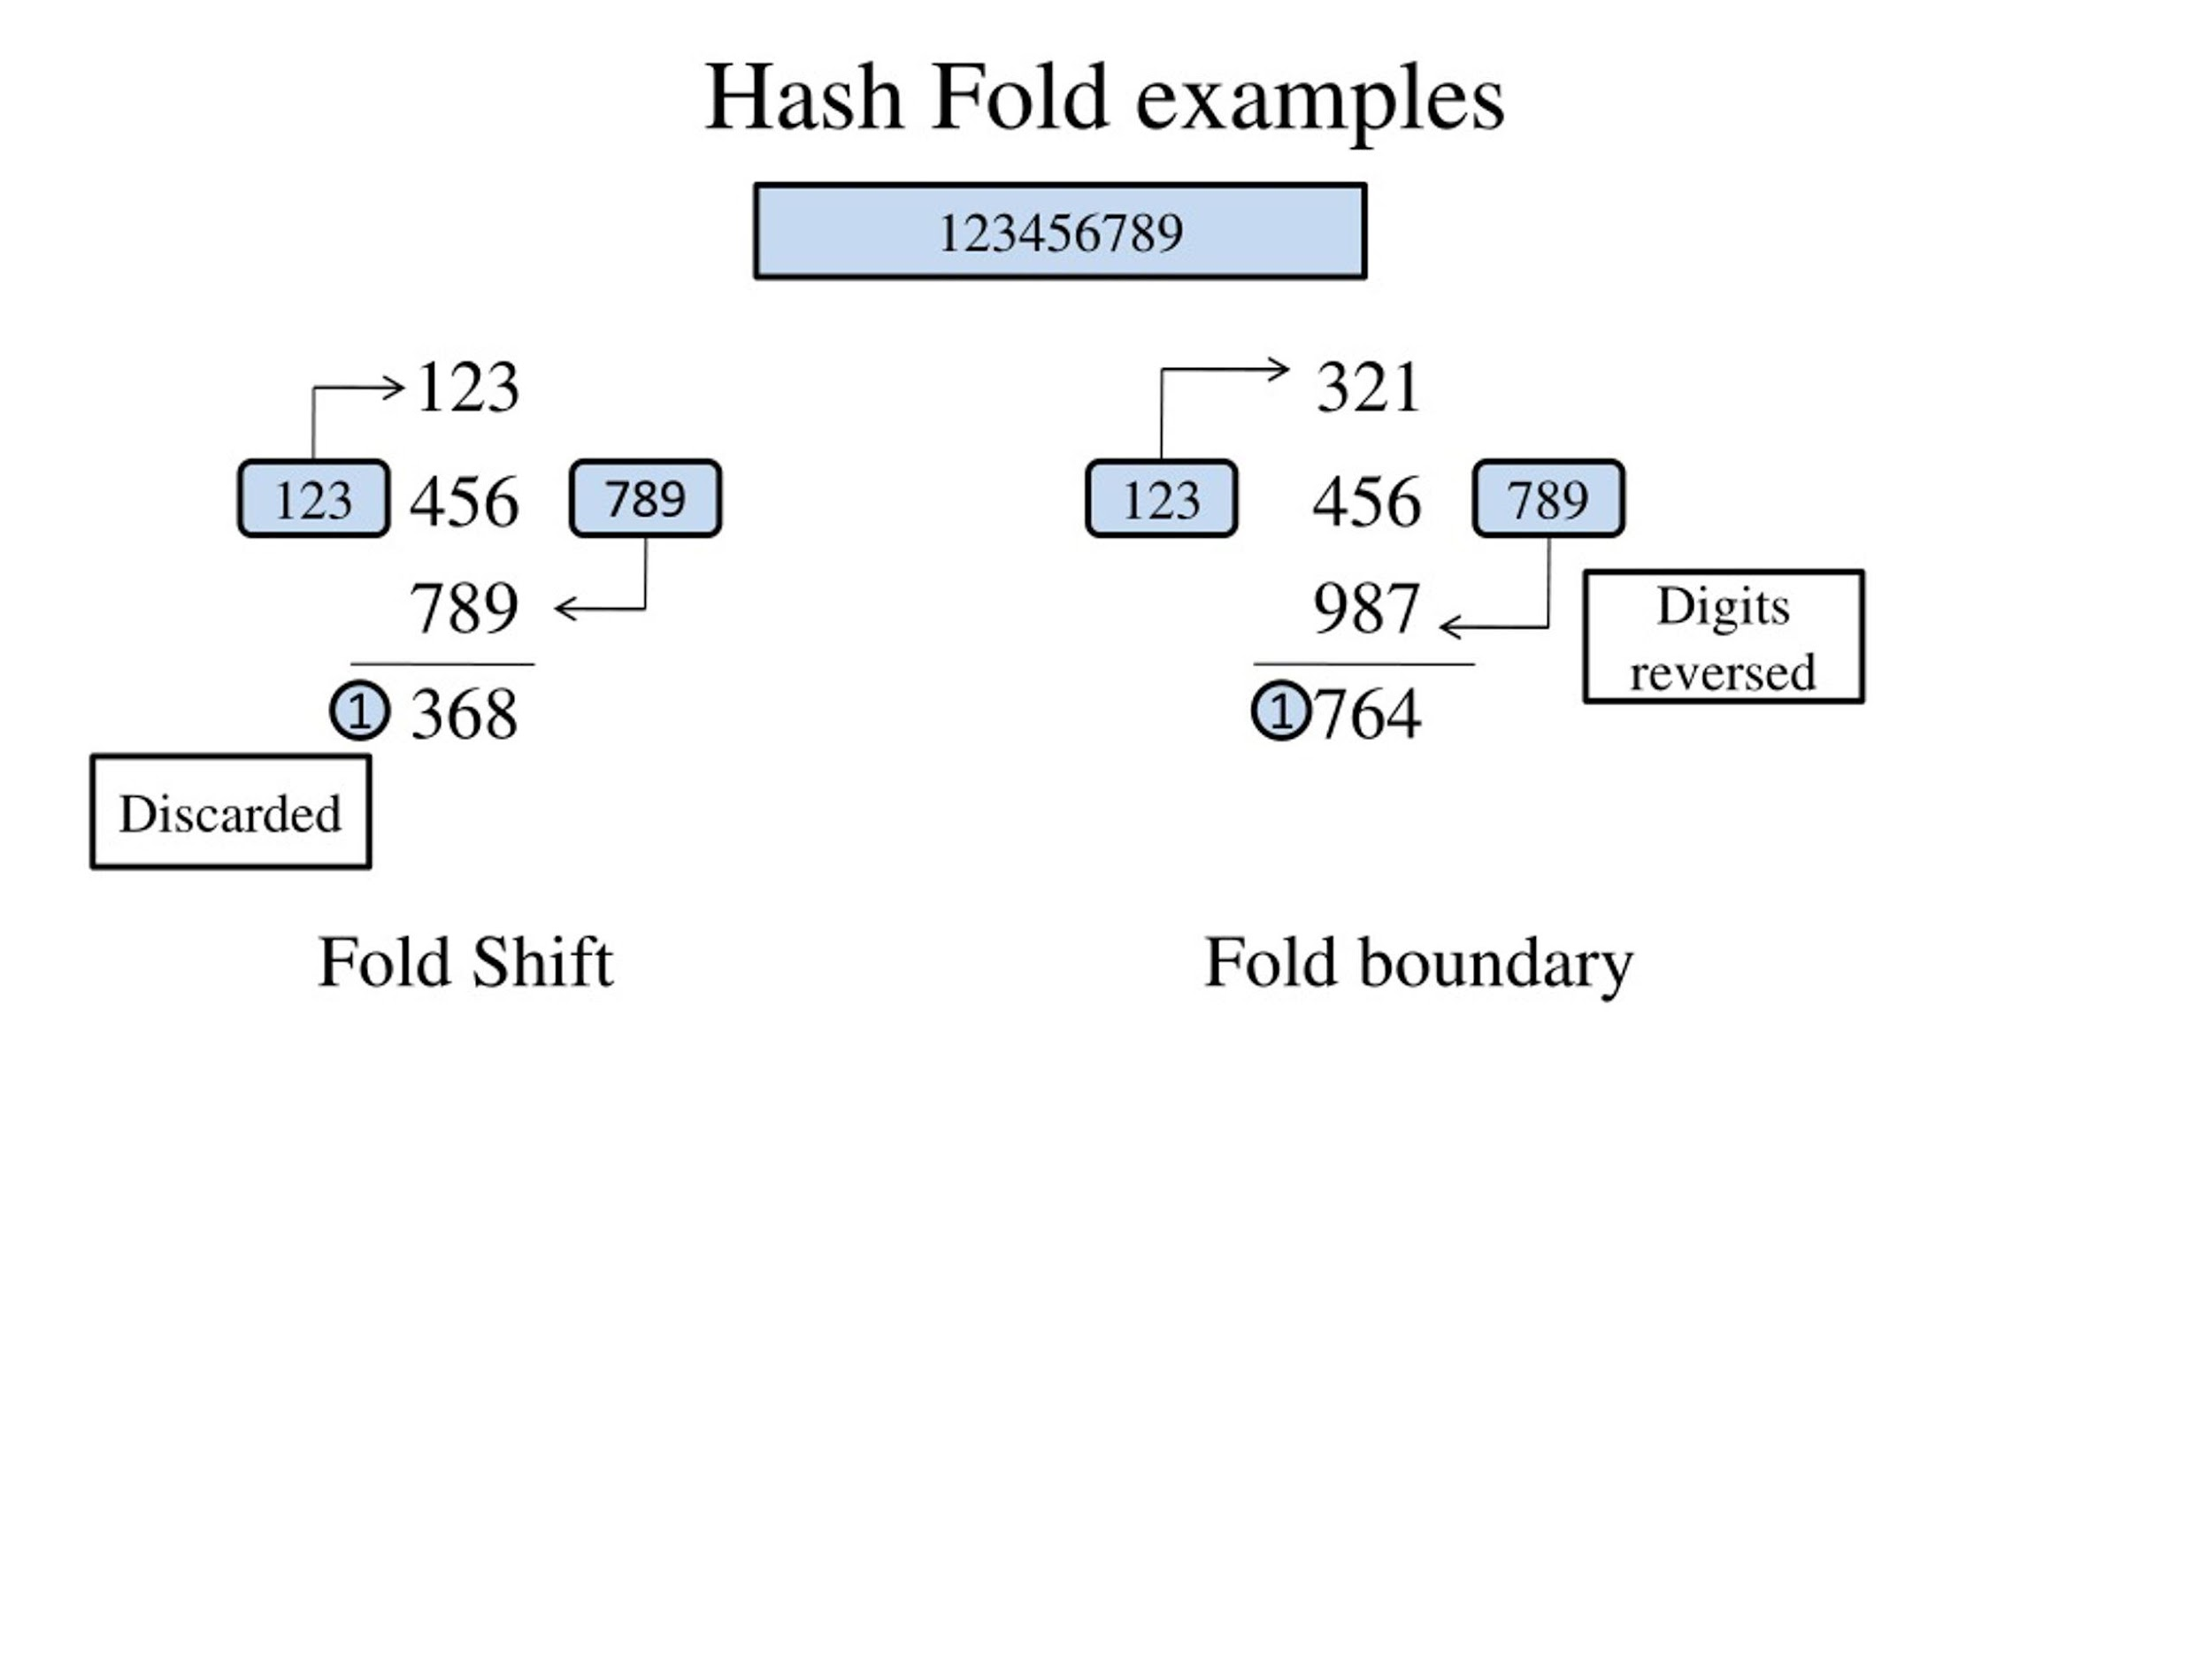 Hash Fold examples
123456789
123
123 456 789
789
1 368
Discarded
Fold Shift
321
123 456 789
987
Digits
reversed
1 764
Fold boundary